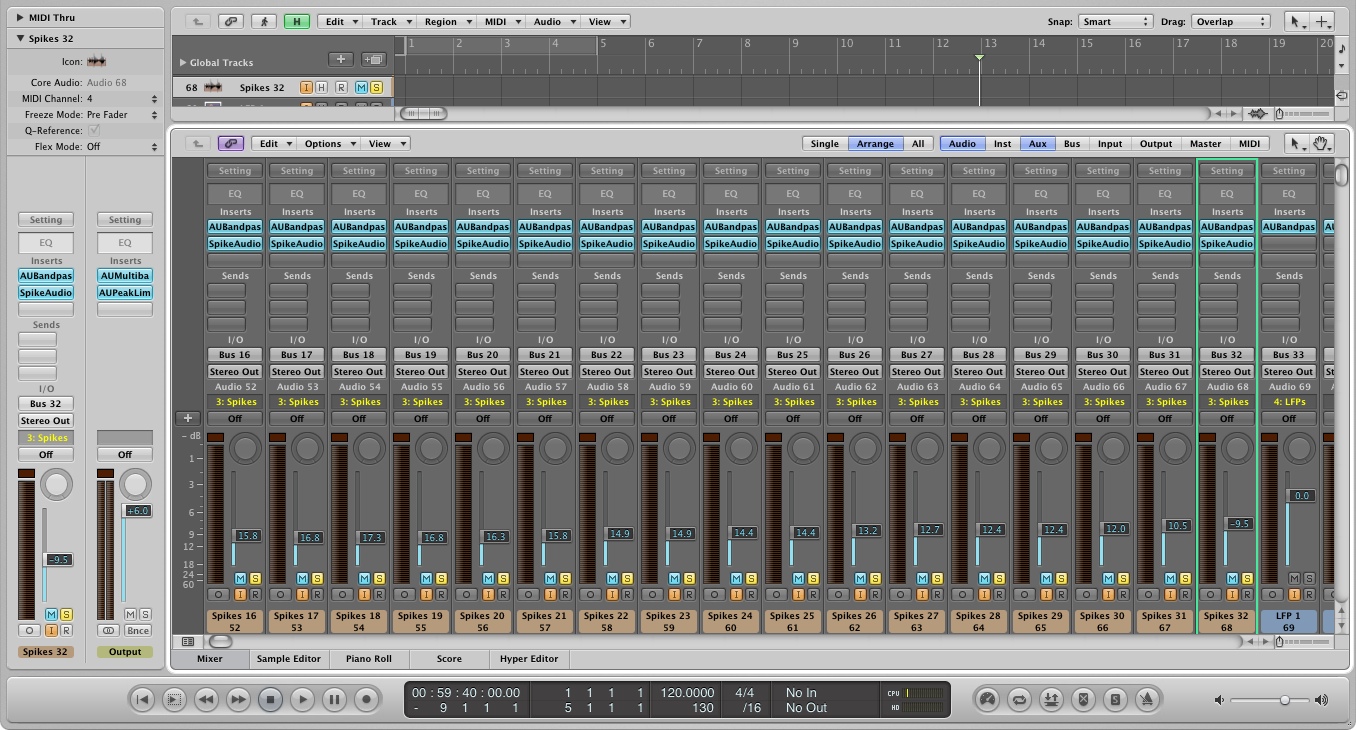 MIDI Thru
Spikes 32
Icon:
Core Audio: Audio 68
MIDI Channel: 4
Freeze Mode: Pre Fader
Q-Reference:
Flex Mode: Off
Setting Setting
EQ EQ
Inserts Inserts
AUBandpas AUMultiba
SpikeAudio AUPeakLim
Sends
I/O
Bus 32
Stereo Out
3: Spikes
Off Off
+6.0
-9.5
M S M S
I R Bnce
Spikes 32 Output
H Edit Track Region MIDI Audio View Snap: Smart Drag: Overlap
1 2 3 4 5 6 7 8 9 10 11 12 13 14 15 16 17 18 19 20
Global Tracks
68 Spikes 32 I H R M S
Edit Options View Single Arrange All Audio Inst Aux Bus Input Output Master MIDI
Setting Setting Setting Setting Setting Setting Setting Setting Setting Setting Setting Setting Setting Setting Setting Setting Setting Setting
EQ EQ EQ EQ EQ EQ EQ EQ EQ EQ EQ EQ EQ EQ EQ EQ EQ EQ
Inserts Inserts Inserts Inserts Inserts Inserts Inserts Inserts Inserts Inserts Inserts Inserts Inserts Inserts Inserts Inserts Inserts Inserts
AUBandpas AUBandpas AUBandpas AUBandpas AUBandpas AUBandpas AUBandpas AUBandpas AUBandpas AUBandpas AUBandpas AUBandpas AUBandpas AUBandpas AUBandpas AUBandpas AUBandpas AUBandpas
SpikeAudio SpikeAudio SpikeAudio SpikeAudio SpikeAudio SpikeAudio SpikeAudio SpikeAudio SpikeAudio SpikeAudio SpikeAudio SpikeAudio SpikeAudio SpikeAudio SpikeAudio SpikeAudio SpikeAudio
Sends Sends Sends Sends Sends Sends Sends Sends Sends Sends Sends Sends Sends Sends Sends Sends Sends Sends
I/O I/O I/O I/O I/O I/O I/O I/O I/O I/O I/O I/O I/O I/O I/O I/O I/O I/O
Bus 16 Bus 17 Bus 18 Bus 19 Bus 20 Bus 21 Bus 22 Bus 23 Bus 24 Bus 25 Bus 26 Bus 27 Bus 28 Bus 29 Bus 30 Bus 31 Bus 32 Bus 33
Stereo Out Stereo Out Stereo Out Stereo Out Stereo Out Stereo Out Stereo Out Stereo Out Stereo Out Stereo Out Stereo Out Stereo Out Stereo Out Stereo Out Stereo Out Stereo Out Stereo Out Stereo Out
Audio 52 Audio 53 Audio 54 Audio 55 Audio 56 Audio 57 Audio 58 Audio 59 Audio 60 Audio 61 Audio 62 Audio 63 Audio 64 Audio 65 Audio 66 Audio 67 Audio 68 Audio 69
3: Spikes 3: Spikes 3: Spikes 3: Spikes 3: Spikes 3: Spikes 3: Spikes 3: Spikes 3: Spikes 3: Spikes 3: Spikes 3: Spikes 3: Spikes 3: Spikes 3: Spikes 3: Spikes 3: Spikes 4: LFPs
Off Off Off Off Off Off Off Off Off Off Off Off Off Off Off Off Off Off
- dB
1
3
6
9
12
18
24
60
15.8 16.8 17.3 16.8 16.3 15.8 14.9 14.9 14.4 14.4 13.2 12.7 12.4 12.4 12.0 10.5 -9.5 0.0
M S M S M S M S M S M S M S M S M S M S M S M S M S M S M S M S M S M S
I R I R I R I R I R I R I R I R I R I R I R I R I R I R I R I R I R I R
Spikes 16 Spikes 17 Spikes 18 Spikes 19 Spikes 20 Spikes 21 Spikes 22 Spikes 23 Spikes 24 Spikes 25 Spikes 26 Spikes 27 Spikes 28 Spikes 29 Spikes 30 Spikes 31 Spikes 32 LFP 1
52 53 54 55 56 57 58 59 60 61 62 63 64 65 66 67 68 69
Mixer Sample Editor Piano Roll Score Hyper Editor
00 : 59 : 40 : 00.00 1 1 1 1 120.0000 4/4 No In CPU
- 9 1 1 1 5 1 1 1 130 /16 No Out HD
S